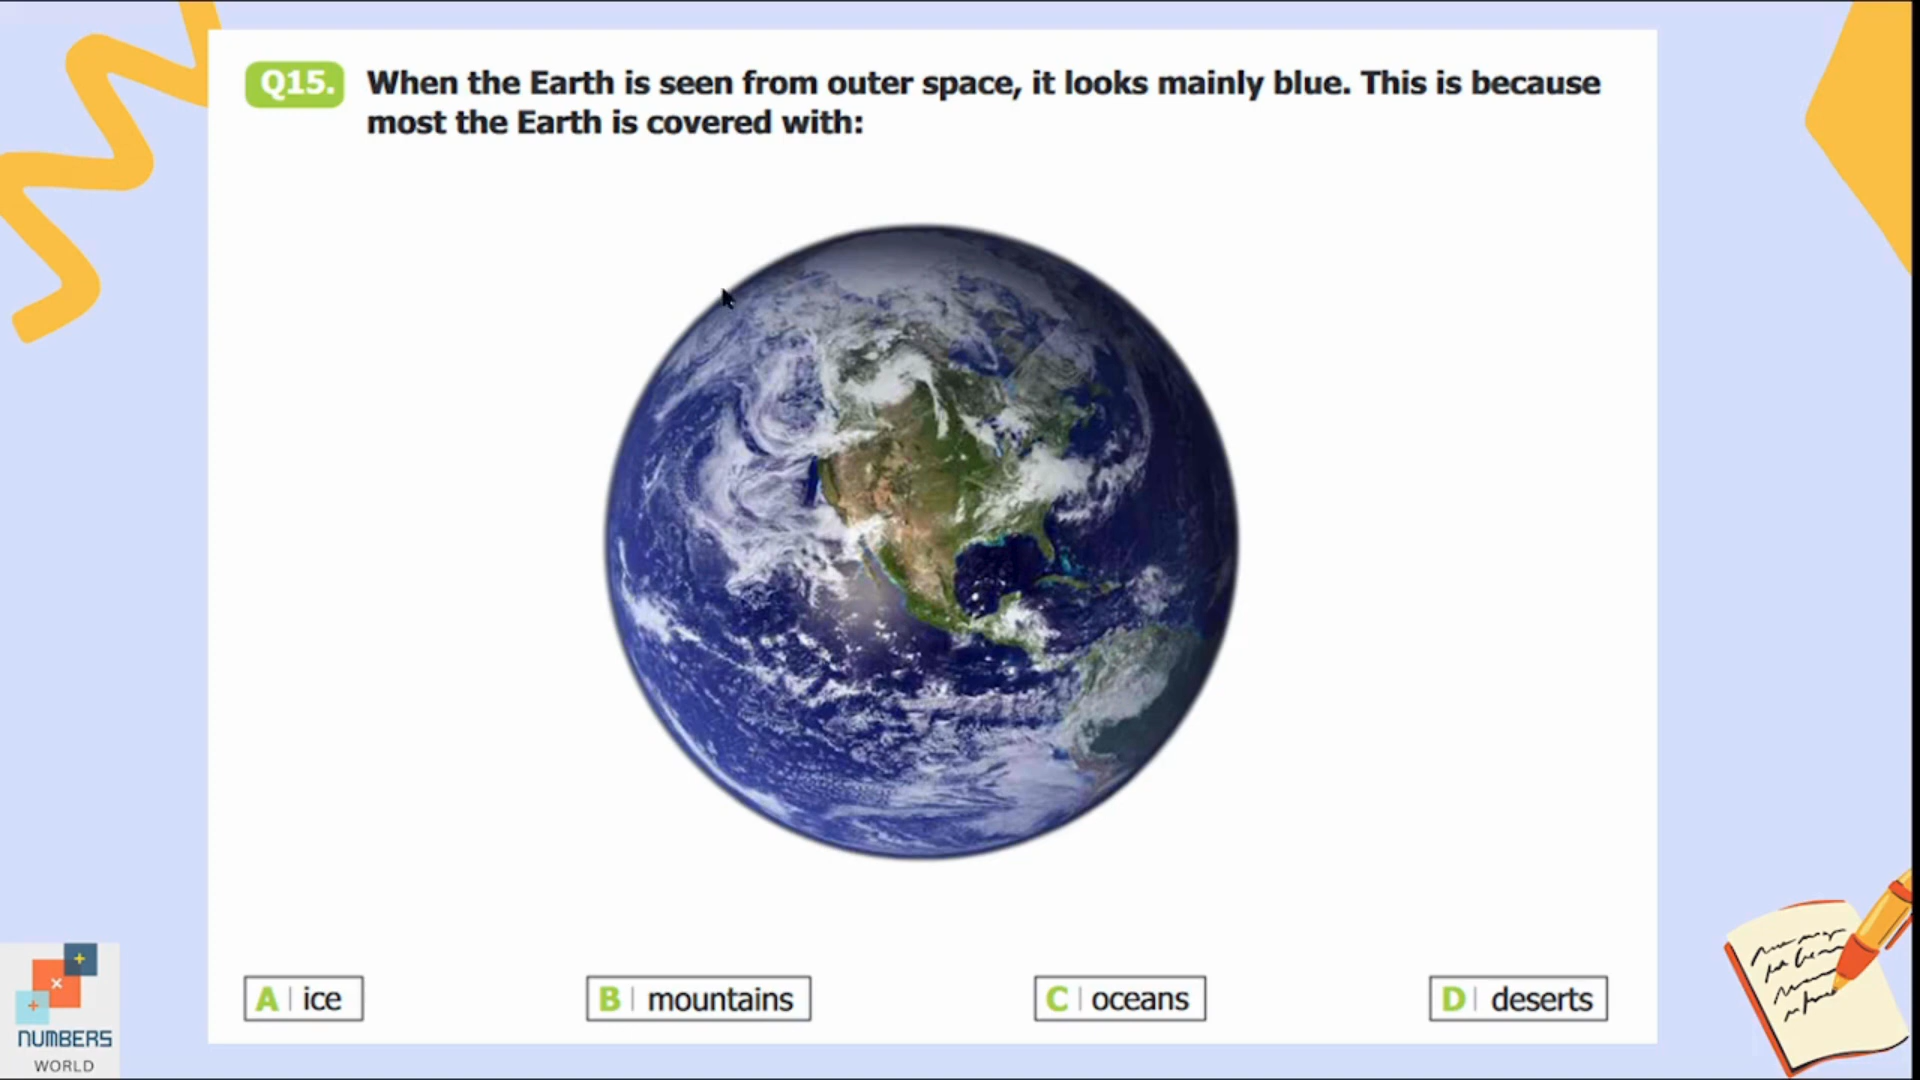 Q15. When the Earth is seen from outer space, it looks mainly blue. This is because
most the Earth is covered with:
A ice
B mountains
C oceans
D deserts
NUMBERS
WORLD